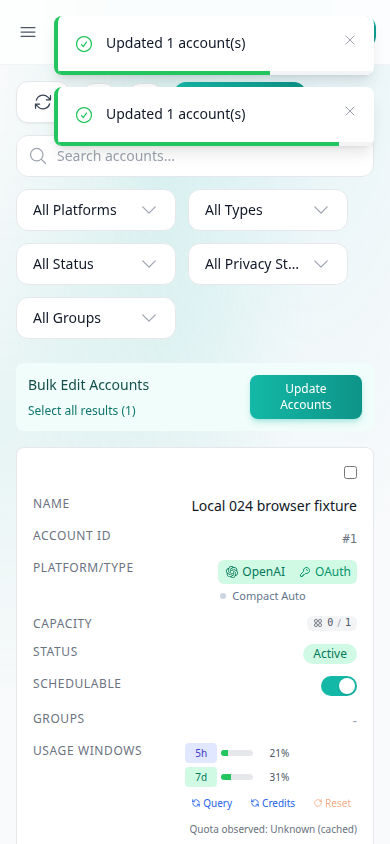 Updated 1 account(s)
Updated 1 account(s)
Search accounts...
All Platforms
All Types
All Status
All Privacy St...
All Groups
Bulk Edit Accounts
Select all results (1)
Update
Accounts
NAME
Local 024 browser fixture
ACCOUNT ID
#1
PLATFORM/TYPE
OpenAI OAuth
Compact Auto
CAPACITY
0 / 1
STATUS
Active
SCHEDULABLE
GROUPS
-
USAGE WINDOWS
5h 21%
7d 31%
Query Credits Reset
Quota observed: Unknown (cached)